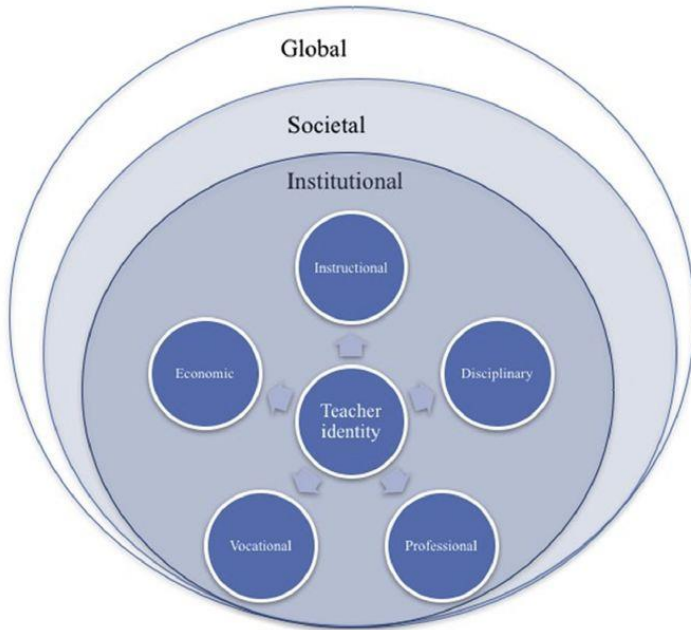 Global
Societal
Institutional
Instructional
Economic
Disciplinary
Teacher
identity
Vocational
Professional